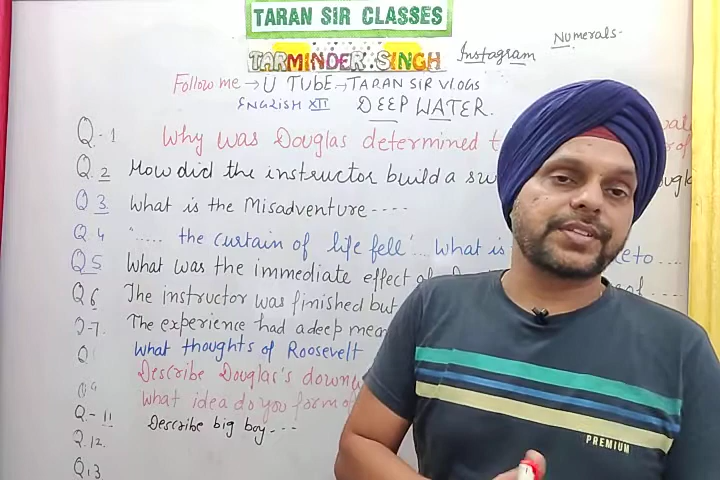 TARAN SIR CLASSES
TARMINDER SINGH Instagram Numerals-
Follow me → U TUBE → TARAN SIR VLOGS
ENGLISH XII DEEP WATER.
Q-1 Why was Douglas determined t
Q.2 How did the instructor build a sw
Q 3. What is the Misadventure ----
Q.4 "..... the curtain of life fell"... What is to....
Q5 What was the immediate effect of of....
Q6 The instructor was finished but
Q-7. The experience had a deep mea
Q What thoughts of Roosevelt
Q9 Describe Douglas's down
What idea do you form of
Q.-11 Describe big boy.---
Q.12.
Q.13
PREMIUM